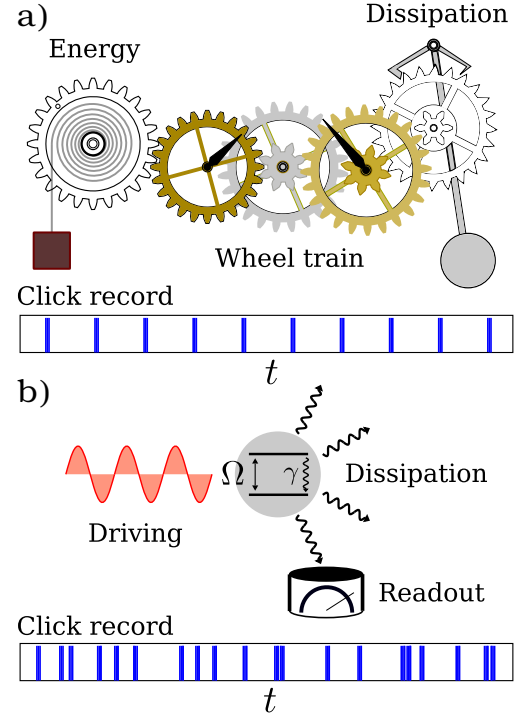 a)
Dissipation
Energy
Wheel train
Click record
t
b)
Ω
γ
Dissipation
Driving
Readout
Click record
t